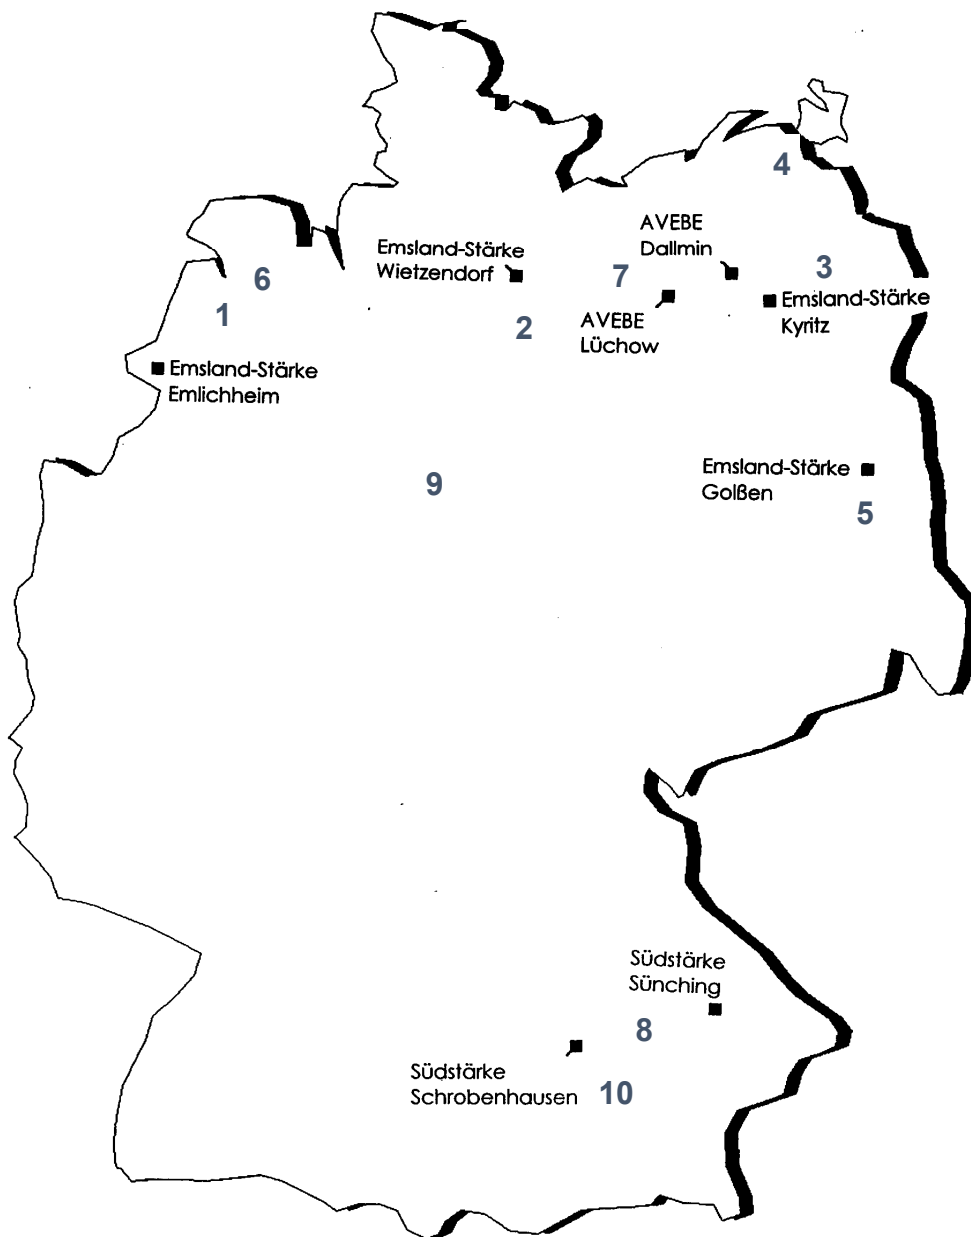 4
AVEBE
Dallmin
Emsland-Stärke
Wietzendorf
6
7
3
1
2
AVEBE
Lüchow
Emsland-Stärke
Kyritz
Emsland-Stärke
Emlichheim
9
Emsland-Stärke
Golßen
5
Südstärke
Sünching
8
Südstärke
Schrobenhausen
10